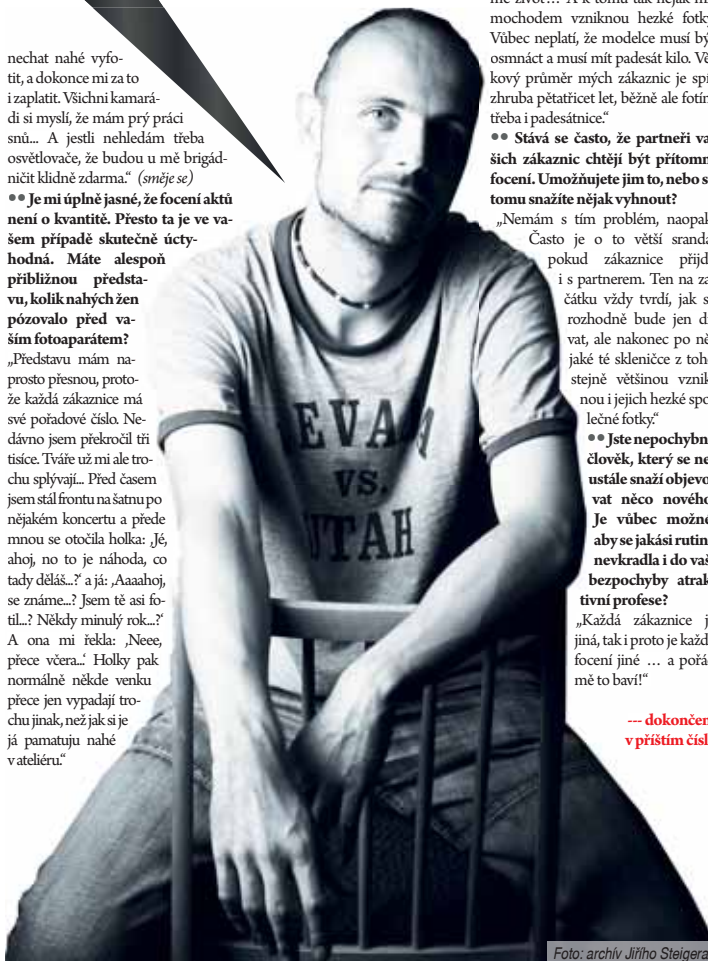 nechat nahé vyfo-
tit, a dokonce mi za to
i zaplatit. Všichni kamará-
di si myslí, že mám prý práci
snů... A jestli nehledám třeba
osvětlovače, že budou u mě brigád-
ničit klidně zdarma.“ (směje se)
•• Je mi úplně jasné, že focení aktů
není o kvantitě. Přesto ta je ve va-
šem případě skutečně úcty-
hodná. Máte alespoň
přibližnou předsta-
vu, kolik nahých žen
pózovalo před va-
ším fotoaparátem?
„Představu mám na-
prosto přesnou, proto-
že každá zákaznice má
své pořadové číslo. Ne-
dávno jsem překročil tři
tisíce. Tváře už mi ale tro-
chu splývají... Před časem
jsem stál frontu na šatnu po
nějakém koncertu a přede
mnou se otočila holka: ‚Jé,
ahoj, no to je náhoda, co
tady děláš...?‘ a já: ‚Aaaahoj,
se známe...? Jsem tě asi fo-
til...? Někdy minulý rok...?‘
A ona mi řekla: ‚Neee,
přece včera...‘ Holky pak
normálně někde venku
přece jen vypadají tro-
chu jinak, než jak si je
já pamatuju nahé
v ateliéru.“
mochodem vzniknou hezké fotky
Vůbec neplatí, že modelce musí bý
osmnáct a musí mít padesát kilo. Vě
kový průměr mých zákaznic je spí
zhruba pětatřicet let, běžně ale fotím
třeba i padesátnice.“
•• Stává se často, že partneři va
šich zákaznic chtějí být přítomn
focení. Umožňujete jim to, nebo s
tomu snažíte nějak vyhnout?
„Nemám s tím problém, naopak
Často je o to větší sranda
pokud zákaznice přijd
i s partnerem. Ten na za
čátku vždy tvrdí, jak s
rozhodně bude jen dí
vat, ale nakonec po ně
jaké té skleničce z toh
stejně většinou vznik
nou i jejich hezké spo
lečné fotky.“
•• Jste nepochybn
člověk, který se ne
ustále snaží objevo
vat něco nového
Je vůbec možné
aby se jakási rutin
nevkradla i do vaš
bezpochyby atrak
tivní profese?
„Každá zákaznice j
jiná, tak i proto je každ
focení jiné … a pořá
mě to baví!“
--- dokončen
v příštím čísl
VS.
UTAH
Foto: archív Jiřího Steigera